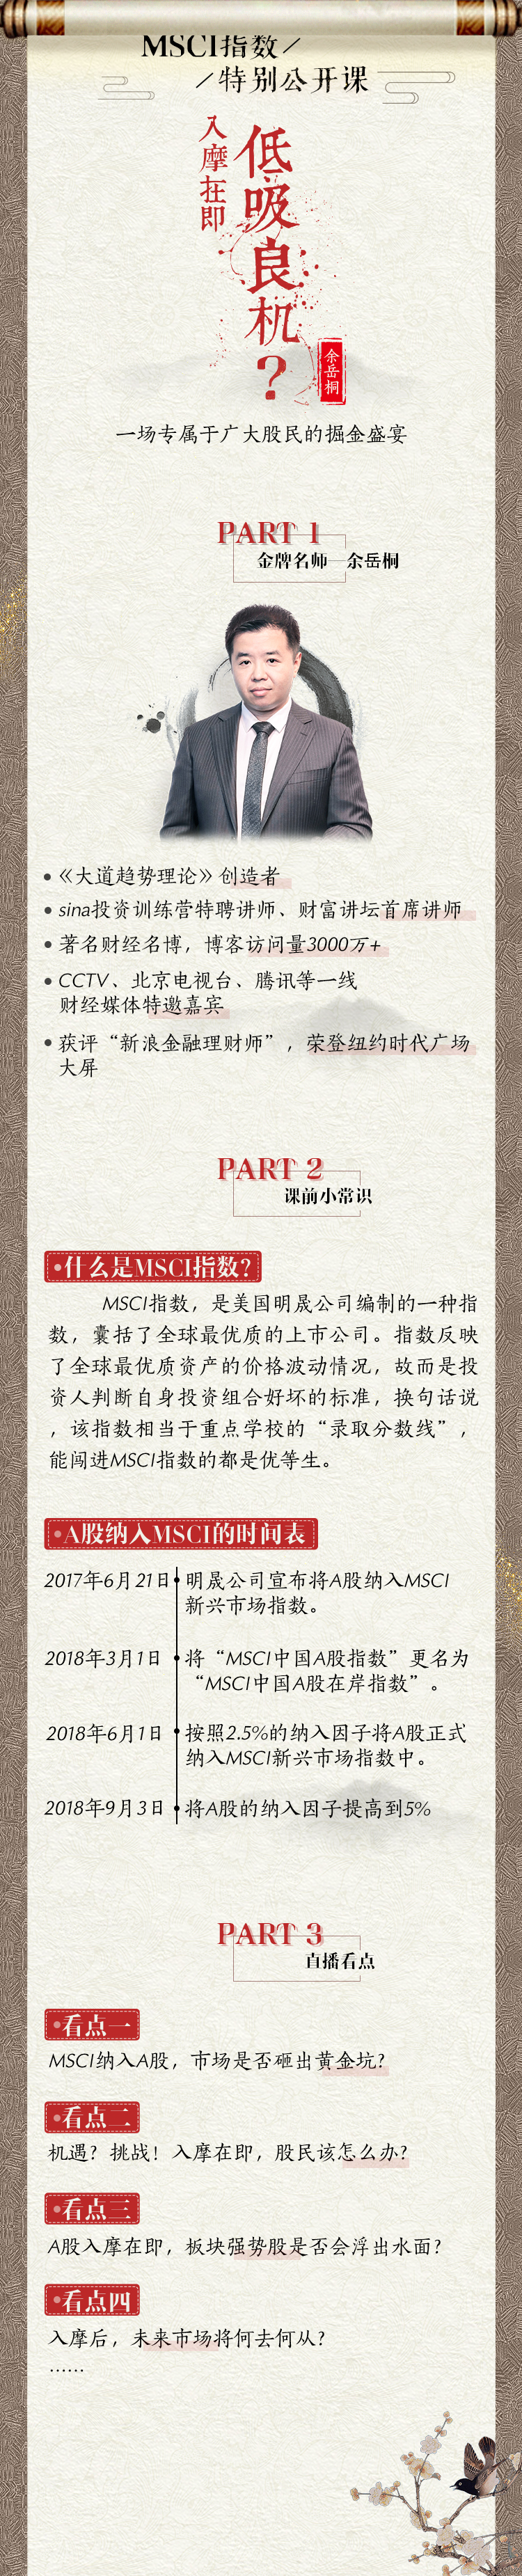 MSCI指数/
/特别公开课
入摩在即
低吸良机？
余岳桐
一场专属于广大股民的掘金盛宴
PART 1
金牌名师—余岳桐
《大道趋势理论》创造者
sina投资训练营特聘讲师、财富讲坛首席讲师
著名财经名博，博客访问量3000万+
CCTV、北京电视台、腾讯等一线
财经媒体特邀嘉宾
获评“新浪金融理财师”，荣登纽约时代广场
大屏
PART 2
课前小常识
•什么是MSCI指数?
MSCI指数，是美国明晟公司编制的一种指
数，囊括了全球最优质的上市公司。指数反映
了全球最优质资产的价格波动情况，故而是投
资人判断自身投资组合好坏的标准，换句话说
，该指数相当于重点学校的“录取分数线”，
能闯进MSCI指数的都是优等生。
•A股纳入MSCI的时间表
2017年6月21日 明晟公司宣布将A股纳入MSCI
新兴市场指数。
2018年3月1日 将“MSCI中国A股指数”更名为
“MSCI中国A股在岸指数”。
2018年6月1日 按照2.5%的纳入因子将A股正式
纳入MSCI新兴市场指数中。
2018年9月3日 将A股的纳入因子提高到5%
PART 3
直播看点
•看点一
MSCI纳入A股，市场是否砸出黄金坑?
•看点二
机遇？挑战！入摩在即，股民该怎么办?
•看点三
A股入摩在即，板块强势股是否会浮出水面?
•看点四
入摩后，未来市场将何去何从?
……